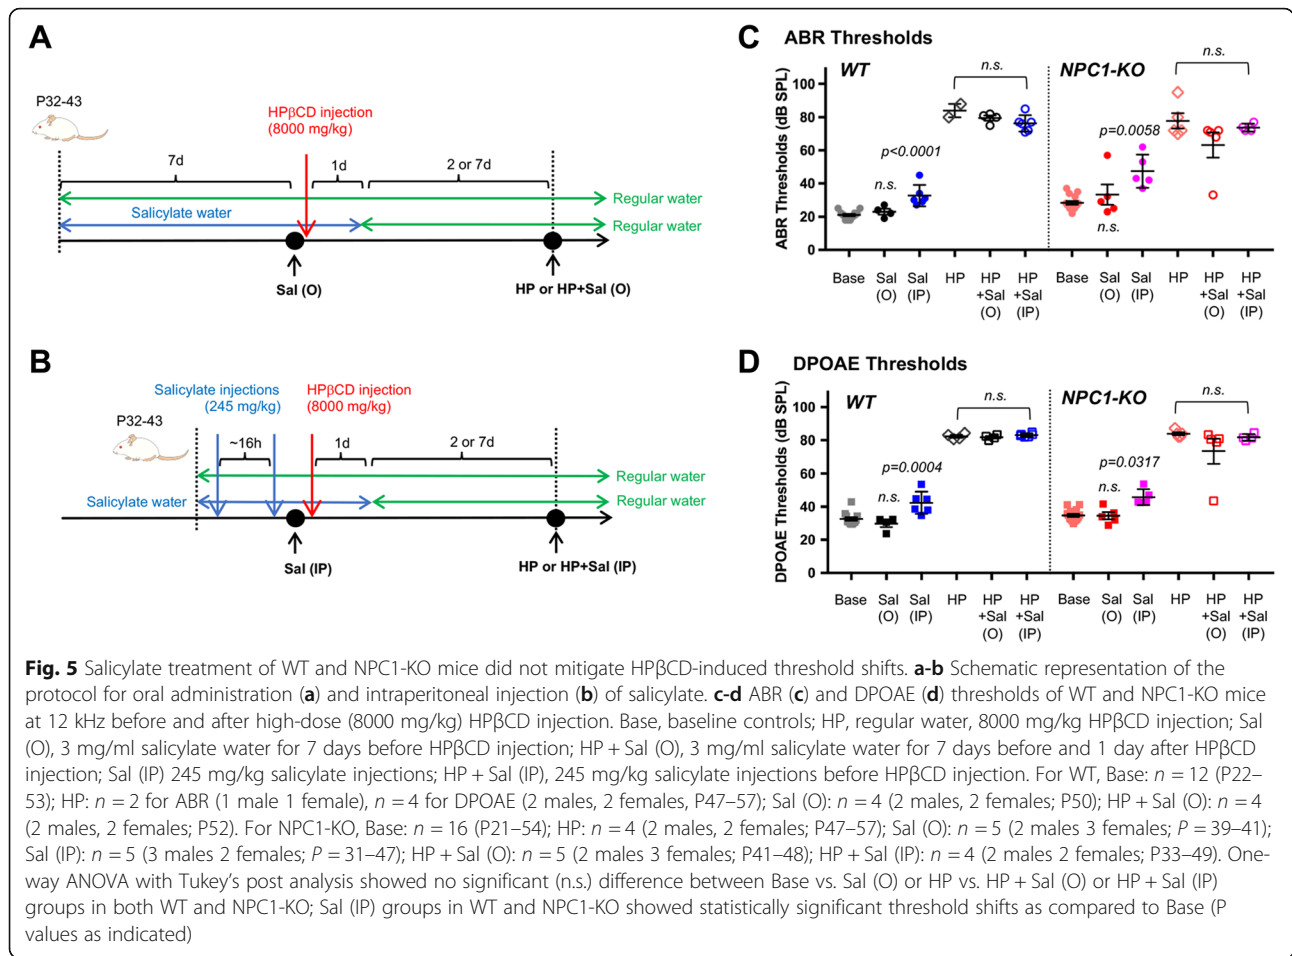 A
P32-43
HPβCD injection
(8000 mg/kg)
7d
1d
2 or 7d
Regular water
Salicylate water
Regular water
Sal (O)
HP or HP+Sal (O)
B
Salicylate injections
(245 mg/kg)
HPβCD injection
(8000 mg/kg)
P32-43
~16h
1d
2 or 7d
Regular water
Salicylate water
Regular water
Sal (IP)
HP or HP+Sal (IP)
C ABR Thresholds
ABR Thresholds (dB SPL)
100
80
60
40
20
0
WT
NPC1-KO
n.s.
n.s.
p<0.0001
n.s.
p=0.0058
n.s.
Base
Sal
(O)
Sal
(IP)
HP
HP
+Sal
(O)
HP
+Sal
(IP)
Base
Sal
(O)
Sal
(IP)
HP
HP
+Sal
(O)
HP
+Sal
(IP)
D DPOAE Thresholds
DPOAE Thresholds (dB SPL)
100
80
60
40
20
0
WT
NPC1-KO
n.s.
n.s.
p=0.0004
n.s.
p=0.0317
n.s.
Base
Sal
(O)
Sal
(IP)
HP
HP
+Sal
(O)
HP
+Sal
(IP)
Base
Sal
(O)
Sal
(IP)
HP
HP
+Sal
(O)
HP
+Sal
(IP)
Fig. 5 Salicylate treatment of WT and NPC1-KO mice did not mitigate HPβCD-induced threshold shifts. a-b Schematic representation of the
protocol for oral administration (a) and intraperitoneal injection (b) of salicylate. c-d ABR (c) and DPOAE (d) thresholds of WT and NPC1-KO mice
at 12 kHz before and after high-dose (8000 mg/kg) HPβCD injection. Base, baseline controls; HP, regular water, 8000 mg/kg HPβCD injection; Sal
(O), 3 mg/ml salicylate water for 7 days before HPβCD injection; HP + Sal (O), 3 mg/ml salicylate water for 7 days before and 1 day after HPβCD
injection; Sal (IP) 245 mg/kg salicylate injections; HP + Sal (IP), 245 mg/kg salicylate injections before HPβCD injection. For WT, Base: n = 12 (P22–
53); HP: n = 2 for ABR (1 male 1 female), n = 4 for DPOAE (2 males, 2 females, P47–57); Sal (O): n = 4 (2 males, 2 females; P50); HP + Sal (O): n = 4
(2 males, 2 females; P52). For NPC1-KO, Base: n = 16 (P21–54); HP: n = 4 (2 males, 2 females; P47–57); Sal (O): n = 5 (2 males 3 females; P = 39–41);
Sal (IP): n = 5 (3 males 2 females; P = 31–47); HP + Sal (O): n = 5 (2 males 3 females; P41–48); HP + Sal (IP): n = 4 (2 males 2 females; P33–49). One-
way ANOVA with Tukey's post analysis showed no significant (n.s.) difference between Base vs. Sal (O) or HP vs. HP + Sal (O) or HP + Sal (IP)
groups in both WT and NPC1-KO; Sal (IP) groups in WT and NPC1-KO showed statistically significant threshold shifts as compared to Base (P
values as indicated)